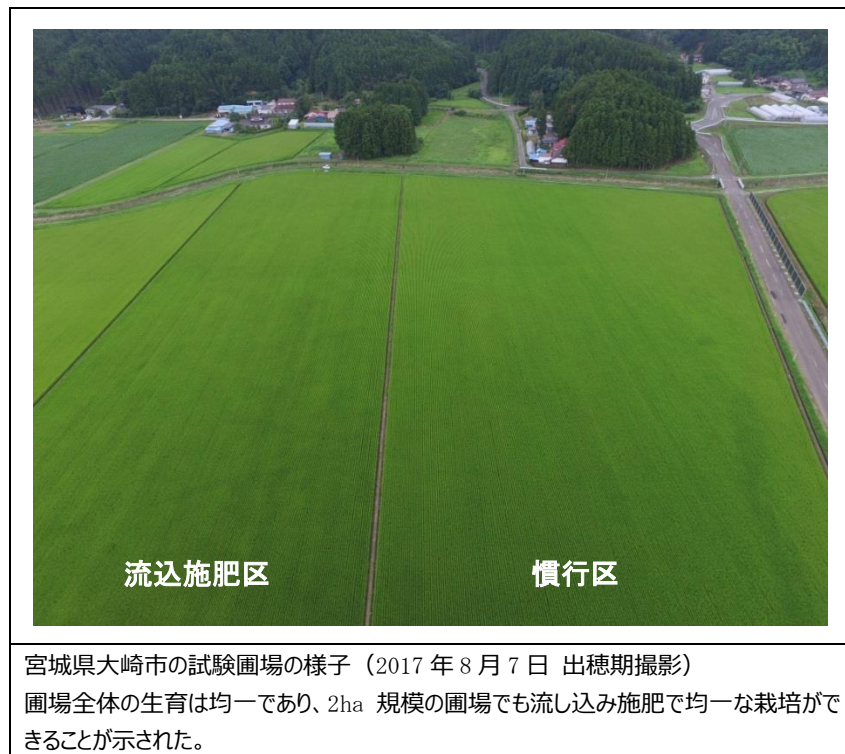 流込施肥区 慣行区
宮城県大崎市の試験圃場の様子（2017 年 8 月 7 日 出穂期撮影）
圃場全体の生育は均一であり、2ha 規模の圃場でも流し込み施肥で均一な栽培がで
きることが示された。